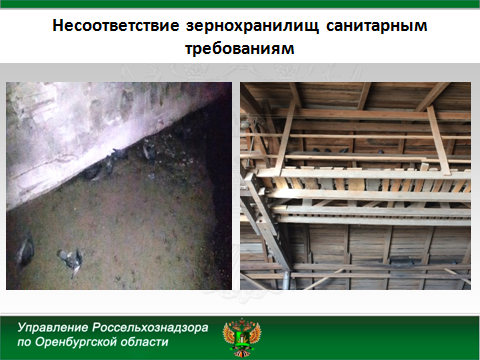 Несоответствие зернохранилищ санитарным
требованиям
Управление Россельхознадзора
по Оренбургской области